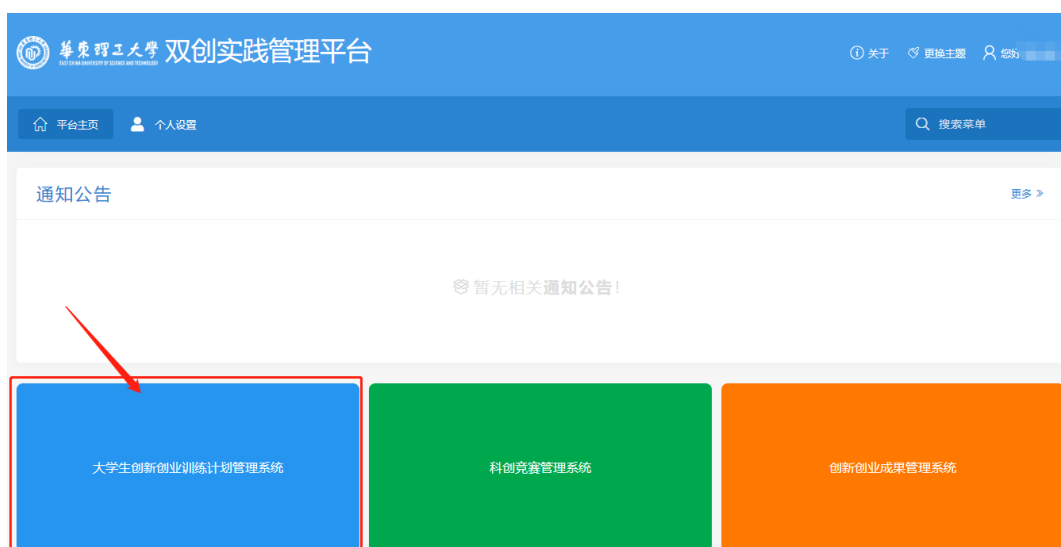 華東理工大學 双创实践管理平台
EAST CHINA UNIVERSITY OF SCIENCE AND TECHNOLOGY
关于 更换主题 您好
平台主页 个人设置 搜索菜单
通知公告 更多 »
暂无相关通知公告!
大学生创新创业训练计划管理系统 科创竞赛管理系统 创新创业成果管理系统